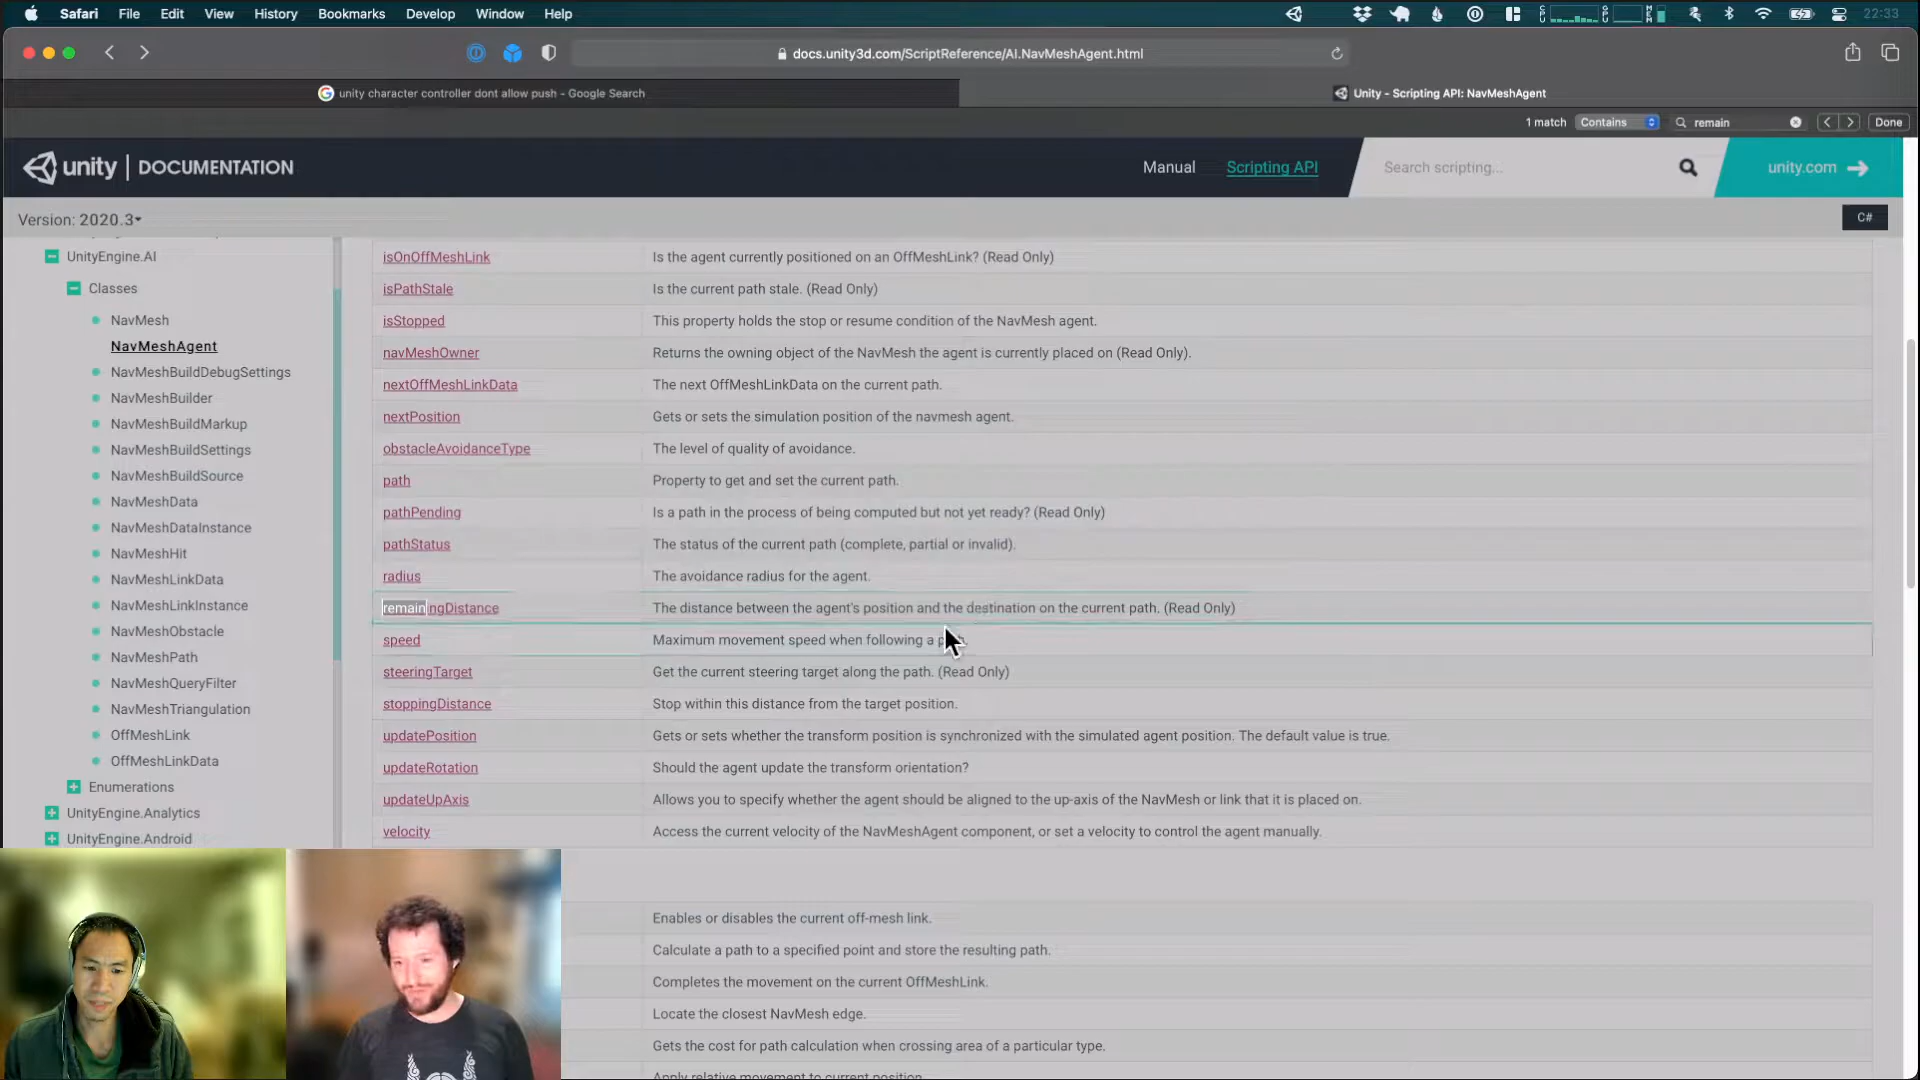 Safari File Edit View History Bookmarks Develop Window Help 22:33
docs.unity3d.com/ScriptReference/AI.NavMeshAgent.html
unity character controller dont allow push - Google Search
Unity - Scripting API: NavMeshAgent
1 match Contains remain Done
unity | DOCUMENTATION
Manual Scripting API Search scripting... unity.com
Version: 2020.3
C#
UnityEngine.AI
Classes
NavMesh
NavMeshAgent
NavMeshBuildDebugSettings
NavMeshBuilder
NavMeshBuildMarkup
NavMeshBuildSettings
NavMeshBuildSource
NavMeshData
NavMeshDataInstance
NavMeshHit
NavMeshLinkData
NavMeshLinkInstance
NavMeshObstacle
NavMeshPath
NavMeshQueryFilter
NavMeshTriangulation
OffMeshLink
OffMeshLinkData
Enumerations
UnityEngine.Analytics
UnityEngine.Android
isOnOffMeshLink Is the agent currently positioned on an OffMeshLink? (Read Only)
isPathStale Is the current path stale. (Read Only)
isStopped This property holds the stop or resume condition of the NavMesh agent.
navMeshOwner Returns the owning object of the NavMesh the agent is currently placed on (Read Only).
nextOffMeshLinkData The next OffMeshLinkData on the current path.
nextPosition Gets or sets the simulation position of the navmesh agent.
obstacleAvoidanceType The level of quality of avoidance.
path Property to get and set the current path.
pathPending Is a path in the process of being computed but not yet ready? (Read Only)
pathStatus The status of the current path (complete, partial or invalid).
radius The avoidance radius for the agent.
remainingDistance The distance between the agent's position and the destination on the current path. (Read Only)
speed Maximum movement speed when following a
steeringTarget Get the current steering target along the path. (Read Only)
stoppingDistance Stop within this distance from the target position.
updatePosition Gets or sets whether the transform position is synchronized with the simulated agent position. The default value is true.
updateRotation Should the agent update the transform orientation?
updateUpAxis Allows you to specify whether the agent should be aligned to the up-axis of the NavMesh or link that it is placed on.
velocity Access the current velocity of the NavMeshAgent component, or set a velocity to control the agent manually.
Enables or disables the current off-mesh link.
Calculate a path to a specified point and store the resulting path.
Completes the movement on the current OffMeshLink.
Locate the closest NavMesh edge.
Gets the cost for path calculation when crossing area of a particular type.
Apply relative movement to current position.